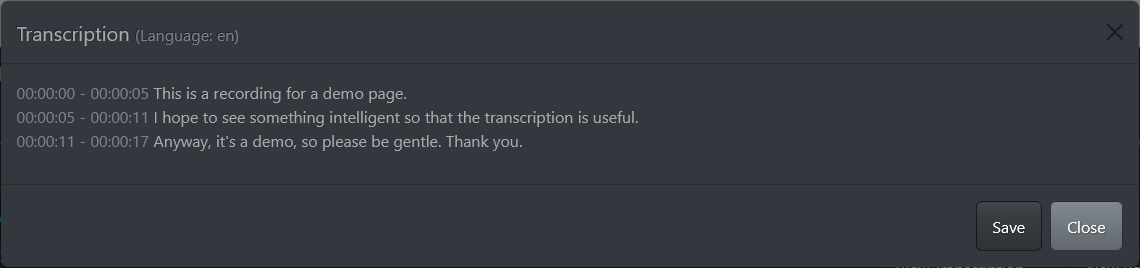 Transcription (Language: en)
00:00:00 - 00:00:05 This is a recording for a demo page.
00:00:05 - 00:00:11 I hope to see something intelligent so that the transcription is useful.
00:00:11 - 00:00:17 Anyway, it's a demo, so please be gentle. Thank you.
Save Close